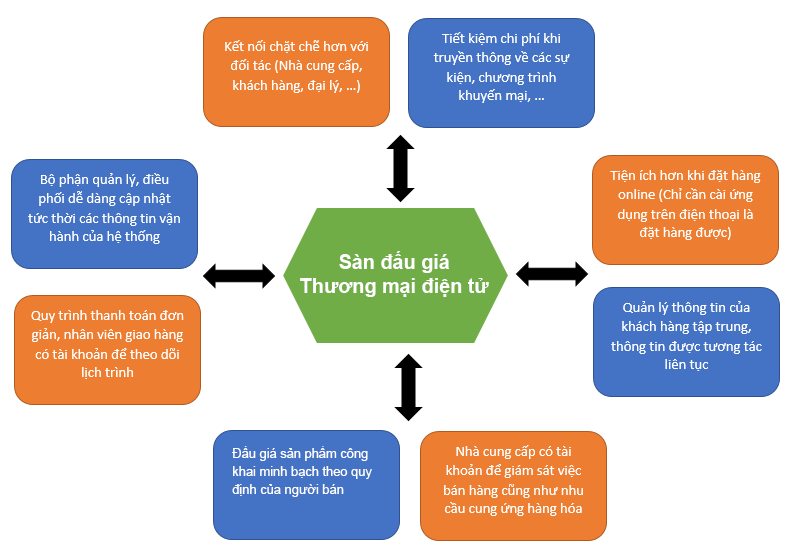 Kết nối chặt chẽ hơn với
đối tác (Nhà cung cấp,
khách hàng, đại lý, ...)
Tiết kiệm chi phí khi
truyền thông về các sự
kiện, chương trình
khuyến mại, ...
Bộ phận quản lý, điều
phối dễ dàng cập nhật
tức thời các thông tin vận
hành của hệ thống
Tiện ích hơn khi đặt hàng
online (Chỉ cần cài ứng
dụng trên điện thoại là
đặt hàng được)
Sàn đấu giá
Thương mại điện tử
Quy trình thanh toán đơn
giản, nhân viên giao hàng
có tài khoản để theo dõi
lịch trình
Quản lý thông tin của
khách hàng tập trung,
thông tin được tương tác
liên tục
Đấu giá sản phẩm công
khai minh bạch theo quy
định của người bán
Nhà cung cấp có tài
khoản để giám sát việc
bán hàng cũng như nhu
cầu cung ứng hàng hóa